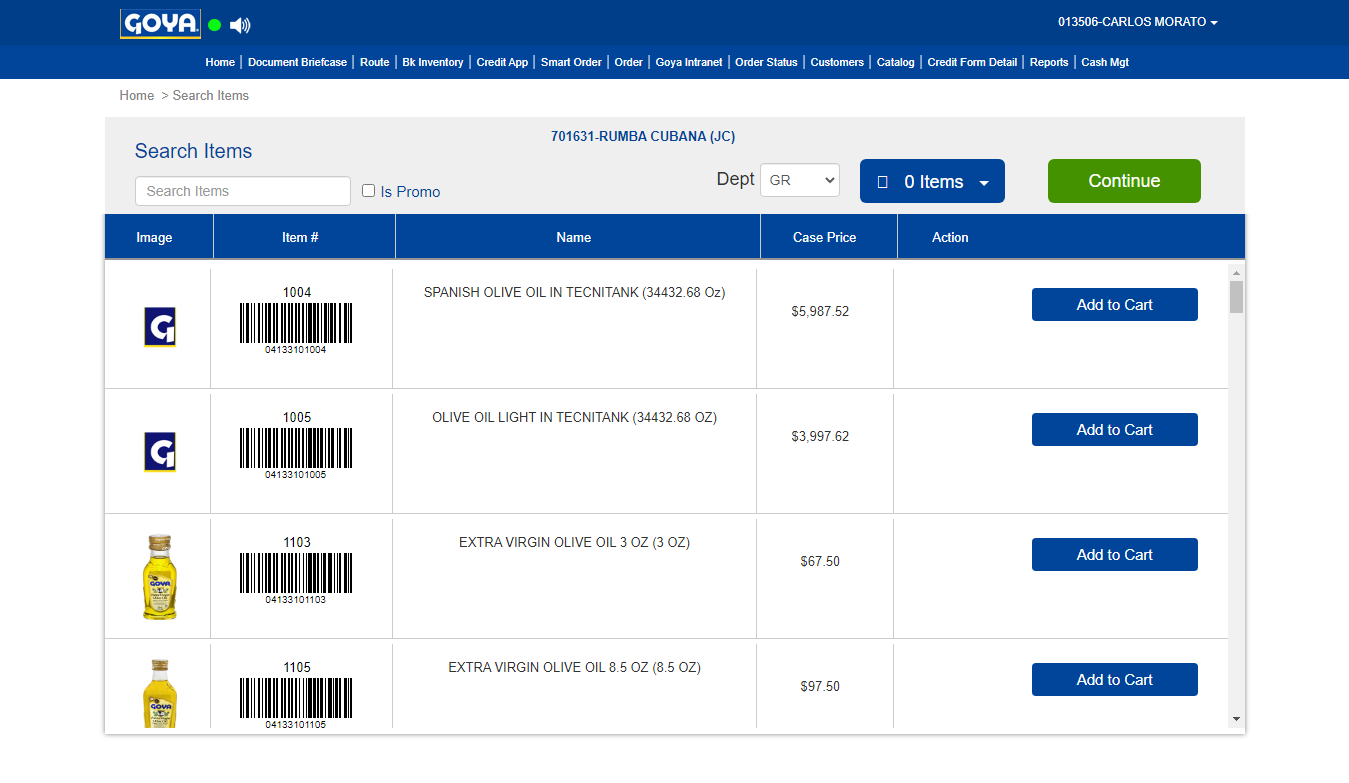 GOYA
013506-CARLOS MORATO
Home | Document Briefcase | Route | Bk Inventory | Credit App | Smart Order | Order | Goya Intranet | Order Status | Customers | Catalog | Credit Form Detail | Reports | Cash Mgt
Home > Search Items
701631-RUMBA CUBANA (JC)
Search Items
Search Items Is Promo Dept GR 0 Items Continue
Image Item # Name Case Price Action
G
1004 SPANISH OLIVE OIL IN TECNITANK (34432.68 Oz) $5,987.52 Add to Cart
04133101004
G
1005 OLIVE OIL LIGHT IN TECNITANK (34432.68 OZ) $3,997.62 Add to Cart
04133101005
1103 EXTRA VIRGIN OLIVE OIL 3 OZ (3 OZ) $67.50 Add to Cart
GOYA
04133101103
1105 EXTRA VIRGIN OLIVE OIL 8.5 OZ (8.5 OZ) $97.50 Add to Cart
GOYA
04133101105